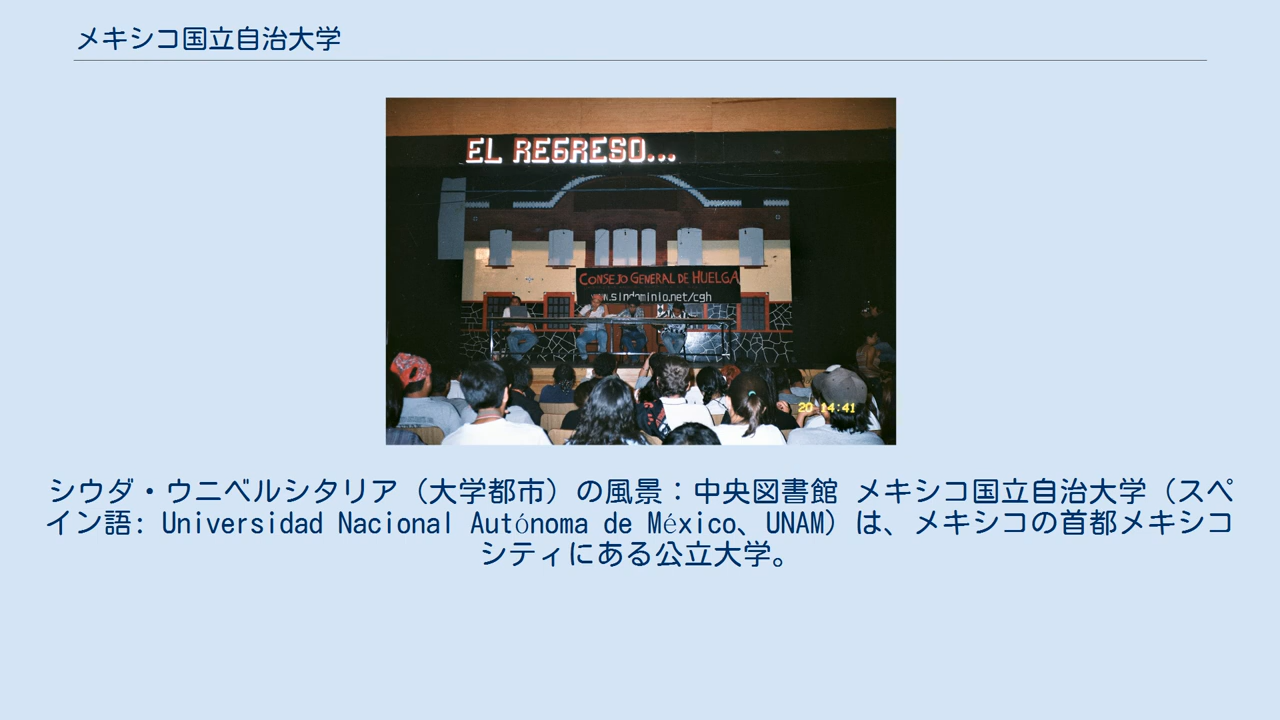 メキシコ国立自治大学
EL REGRESO...
CONSEJO GENERAL DE HUELGA
www.sindominio.net/cgh
20 14:41
シウダ・ウニベルシタリア（大学都市）の風景：中央図書館 メキシコ国立自治大学（スペ
イン語: Universidad Nacional Autónoma de México、UNAM）は、メキシコの首都メキシコ
シティにある公立大学。